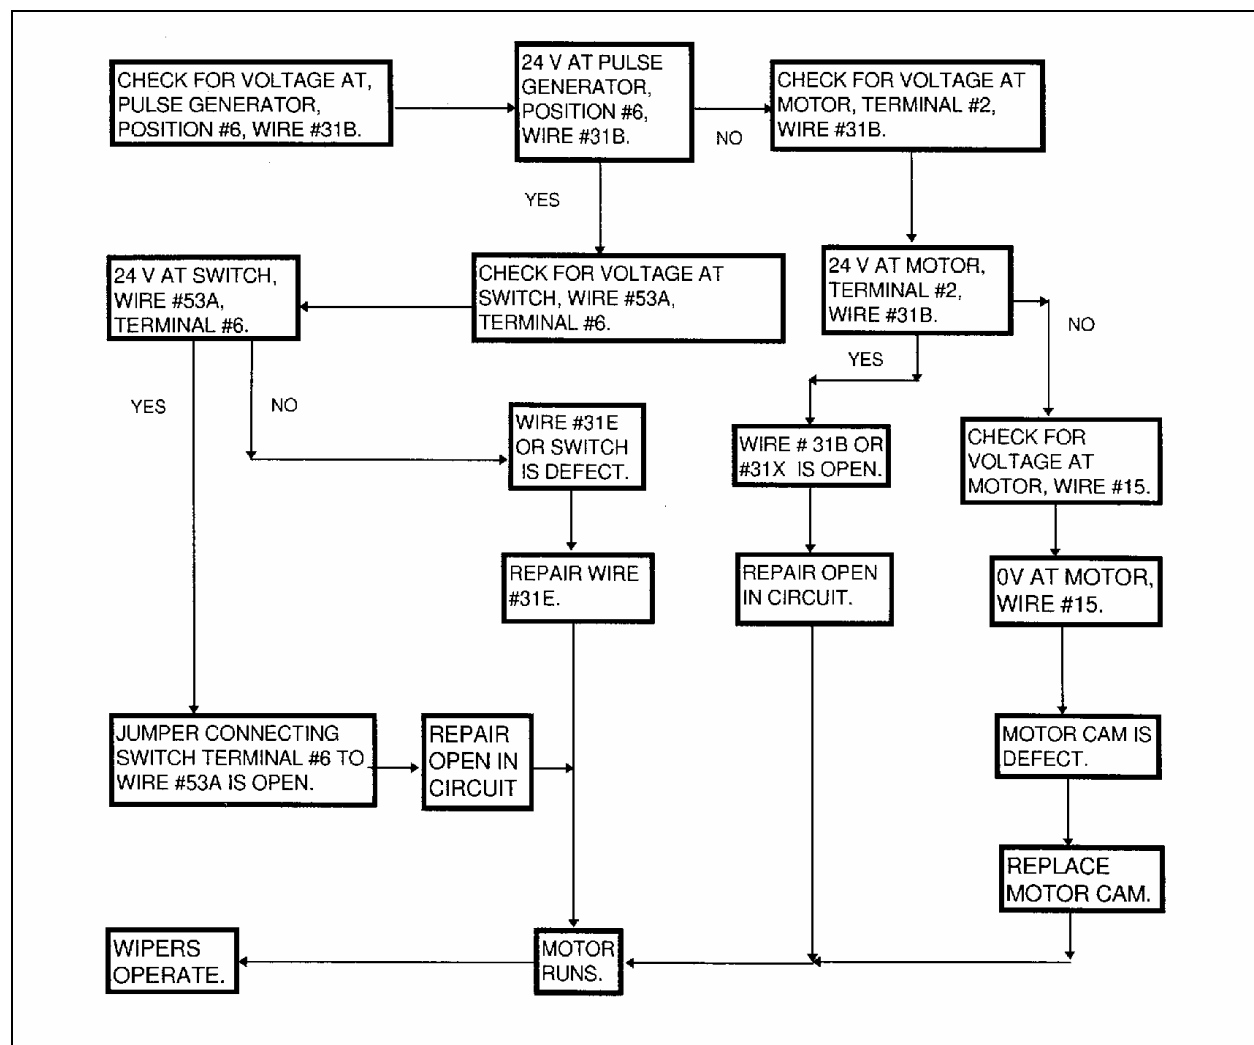 CHECK FOR VOLTAGE AT,
PULSE GENERATOR,
POSITION #6, WIRE #31B.
24 V AT PULSE
GENERATOR,
POSITION #6,
WIRE #31B.
NO
CHECK FOR VOLTAGE AT
MOTOR, TERMINAL #2,
WIRE #31B.
YES
24 V AT SWITCH,
WIRE #53A,
TERMINAL #6.
CHECK FOR VOLTAGE AT
SWITCH, WIRE #53A,
TERMINAL #6.
24 V AT MOTOR,
TERMINAL #2,
WIRE #31B.
NO
YES
YES
NO
WIRE #31E
OR SWITCH
IS DEFECT.
WIRE # 31B OR
#31X IS OPEN.
CHECK FOR
VOLTAGE AT
MOTOR, WIRE #15.
REPAIR WIRE
#31E.
REPAIR OPEN
IN CIRCUIT.
0V AT MOTOR,
WIRE #15.
JUMPER CONNECTING
SWITCH TERMINAL #6 TO
WIRE #53A IS OPEN.
REPAIR
OPEN IN
CIRCUIT
MOTOR CAM IS
DEFECT.
REPLACE
MOTOR CAM.
WIPERS
OPERATE.
MOTOR
RUNS.